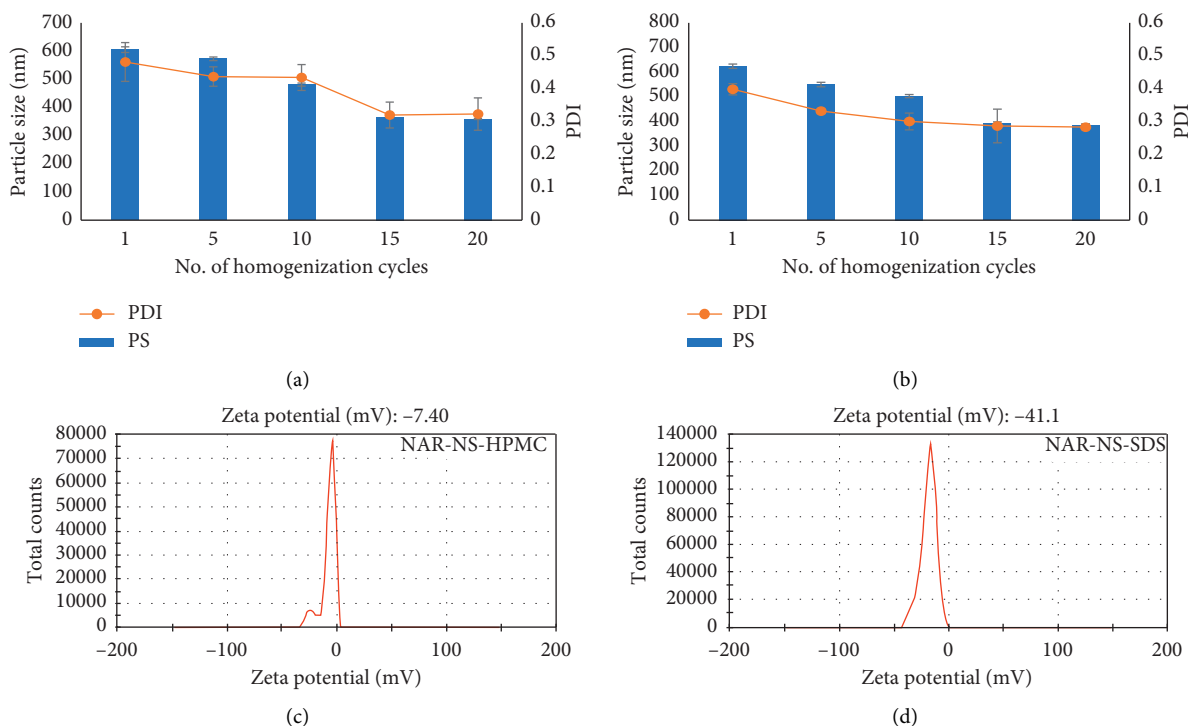 700
600
500
400
300
200
100
0
Particle size (nm)
0.6
0.5
0.4
0.3
0.2
0.1
0
PDI
1 5 10 15 20
No. of homogenization cycles
PDI
PS
(a)
800
700
600
500
400
300
200
100
0
Particle size (nm)
0.6
0.5
0.4
0.3
0.2
0.1
0
PDI
1 5 10 15 20
No. of homogenization cycles
PDI
PS
(b)
Zeta potential (mV): –7.40
NAR-NS-HPMC
80000
70000
60000
50000
40000
30000
20000
10000
0
Total counts
–200 –100 0 100 200
Zeta potential (mV)
(c)
Zeta potential (mV): –41.1
NAR-NS-SDS
140000
120000
100000
80000
60000
40000
20000
0
Total counts
–200 –100 0 100 200
Zeta potential (mV)
(d)